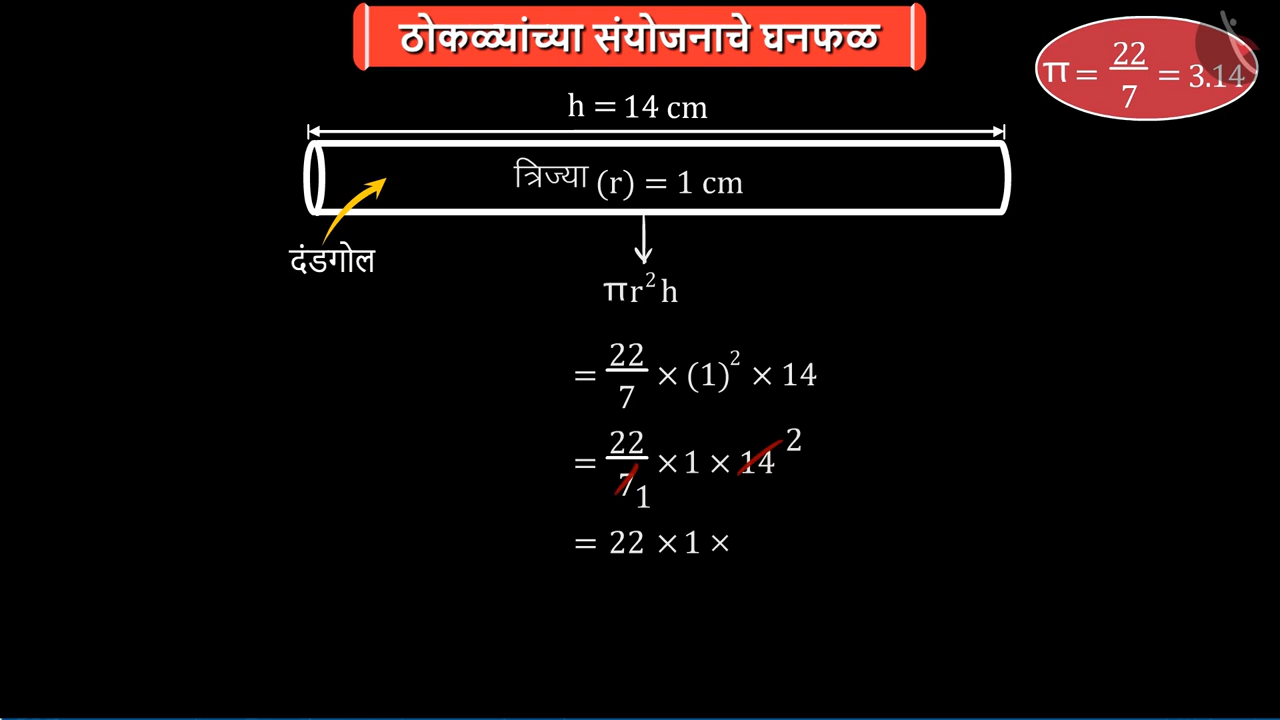 ठोकळ्यांच्या संयोजनाचे घनफळ
π = 22/7 = 3.14
h = 14 cm
त्रिज्या (r) = 1 cm
दंडगोल
πr²h
= 22/7 × (1)² × 14
= 22/7 1 × 1 × 14 2
= 22 × 1 ×